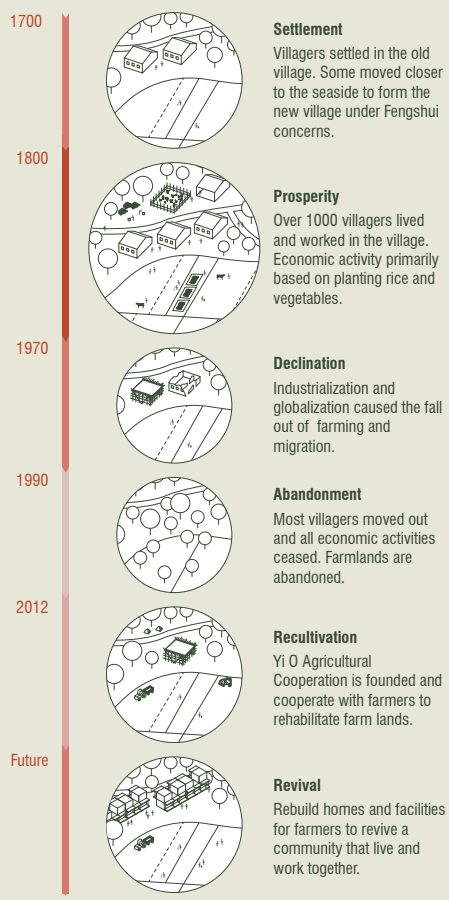 1700
Settlement
Villagers settled in the old
village. Some moved closer
to the seaside to form the
new village under Fengshui
concerns.
1800
Prosperity
Over 1000 villagers lived
and worked in the village.
Economic activity primarily
based on planting rice and
vegetables.
1970
Declination
Industrialization and
globalization caused the fall
out of farming and
migration.
1990
Abandonment
Most villagers moved out
and all economic activities
ceased. Farmlands are
abandoned.
2012
Recultivation
Yi O Agricultural
Cooperation is founded and
cooperate with farmers to
rehabilitate farm lands.
Future
Revival
Rebuild homes and facilities
for farmers to revive a
community that live and
work together.